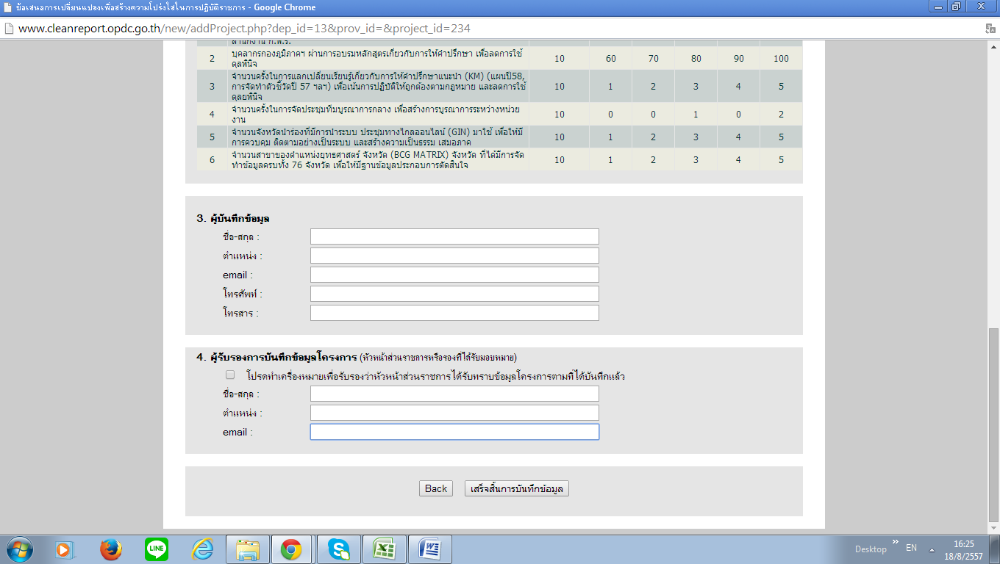 ข้อเสนอการเปลี่ยนแปลงเพื่อสร้างความโปร่งใสในการปฏิบัติราชการ - Google Chrome
www.cleanreport.opdc.go.th/new/addProject.php?dep_id=13&prov_id=&project_id=234
สำนักงาน ก.พ.ร.
2 บุคลากรกองภูมิภาคฯ ผ่านการอบรมหลักสูตรเกี่ยวกับการให้คำปรึกษา เพื่อลดการใช้ 10 60 70 80 90 100
ดุลพินิจ
จำนวนครั้งในการแลกเปลี่ยนเรียนรู้เกี่ยวกับการให้คำปรึกษาแนะนำ (KM) (แผนปี58,
3 การจัดทำตัวชี้วัดปี 57 ฯลฯ) เพื่อเน้นการปฏิบัติให้ถูกต้องตามกฎหมาย และลดการใช้ 10 1 2 3 4 5
ดุลยพินิจ
4 จำนวนครั้งในการจัดประชุมทีมบูรณาการกลาง เพื่อสร้างการบูรณาการระหว่างหน่วย 10 0 0 1 0 2
งาน
5 จำนวนจังหวัดนำร่องที่มีการนำระบบ ประชุมทางไกลออนไลน์ (GIN) มาใช้ เพื่อให้มี 10 1 2 3 4 5
การควบคุม ติดตามอย่างเป็นระบบ และสร้างความเป็นธรรม เสมอภาค
6 จำนวนสาขาของตำแหน่งยุทธศาสตร์ จังหวัด (BCG MATRIX) จังหวัด ที่ได้มีการจัด 10 1 2 3 4 5
ทำข้อมูลครบทั้ง 76 จังหวัด เพื่อให้มีฐานข้อมูลประกอบการตัดสินใจ
3. ผู้บันทึกข้อมูล
ชื่อ-สกุล :
ตำแหน่ง :
email :
โทรศัพท์ :
โทรสาร :
4. ผู้รับรองการบันทึกข้อมูลโครงการ (หัวหน้าส่วนราชการหรือรองที่ได้รับมอบหมาย)
โปรดทำเครื่องหมายเพื่อรับรองว่าหัวหน้าส่วนราชการได้รับทราบข้อมูลโครงการตามที่ได้บันทึกแล้ว
ชื่อ-สกุล :
ตำแหน่ง :
email :
Back เสร็จสิ้นการบันทึกข้อมูล
LINE
Desktop » EN 16:25
18/8/2557